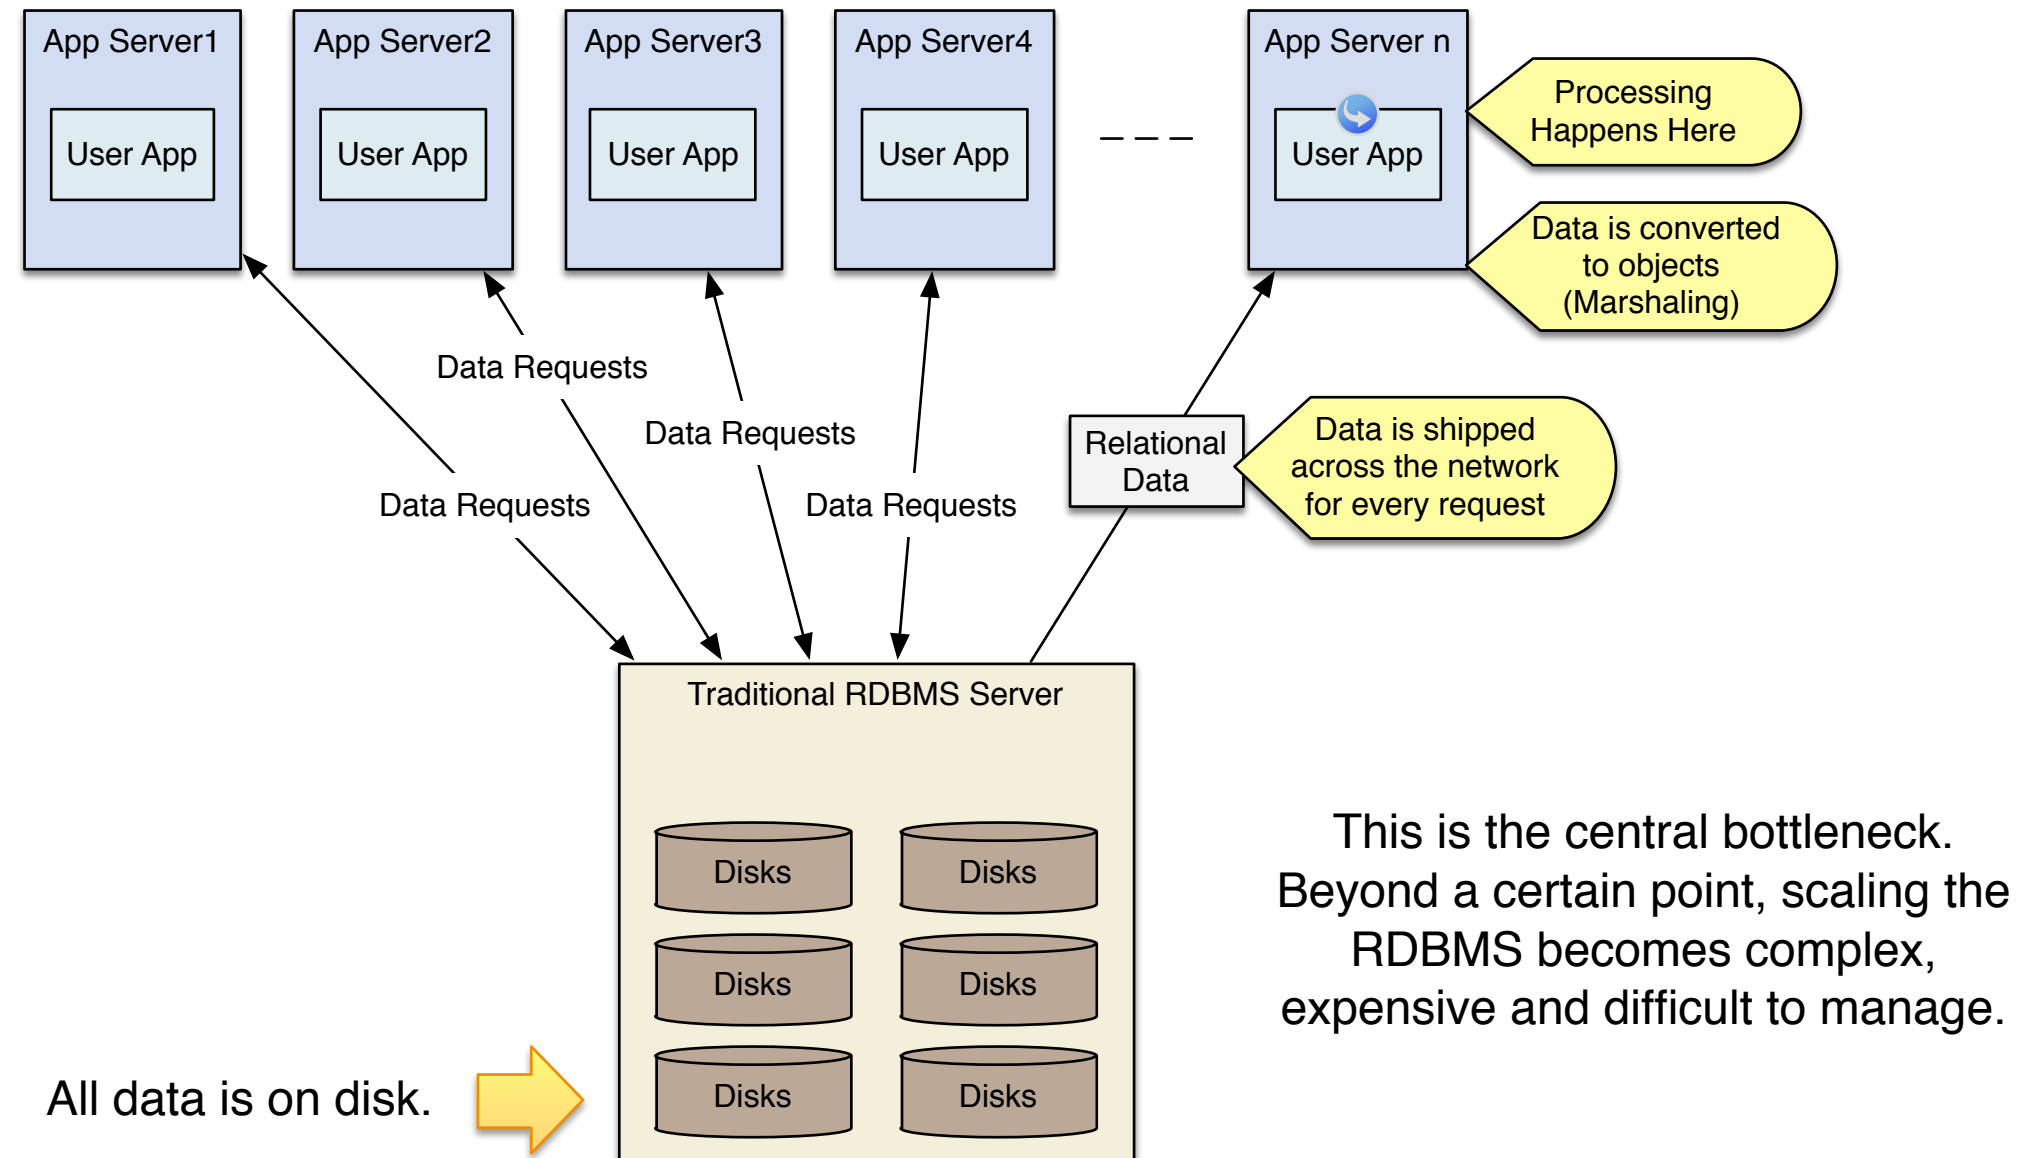 App Server1
App Server2
App Server3
App Server4
App Server n
User App
User App
User App
User App
User App
Processing
Happens Here
Data is converted
to objects
(Marshaling)
Data Requests
Data Requests
Data Requests
Data Requests
Relational
Data
Data is shipped
across the network
for every request
Traditional RDBMS Server
Disks
Disks
Disks
Disks
Disks
Disks
This is the central bottleneck.
Beyond a certain point, scaling the
RDBMS becomes complex,
expensive and difficult to manage.
All data is on disk.